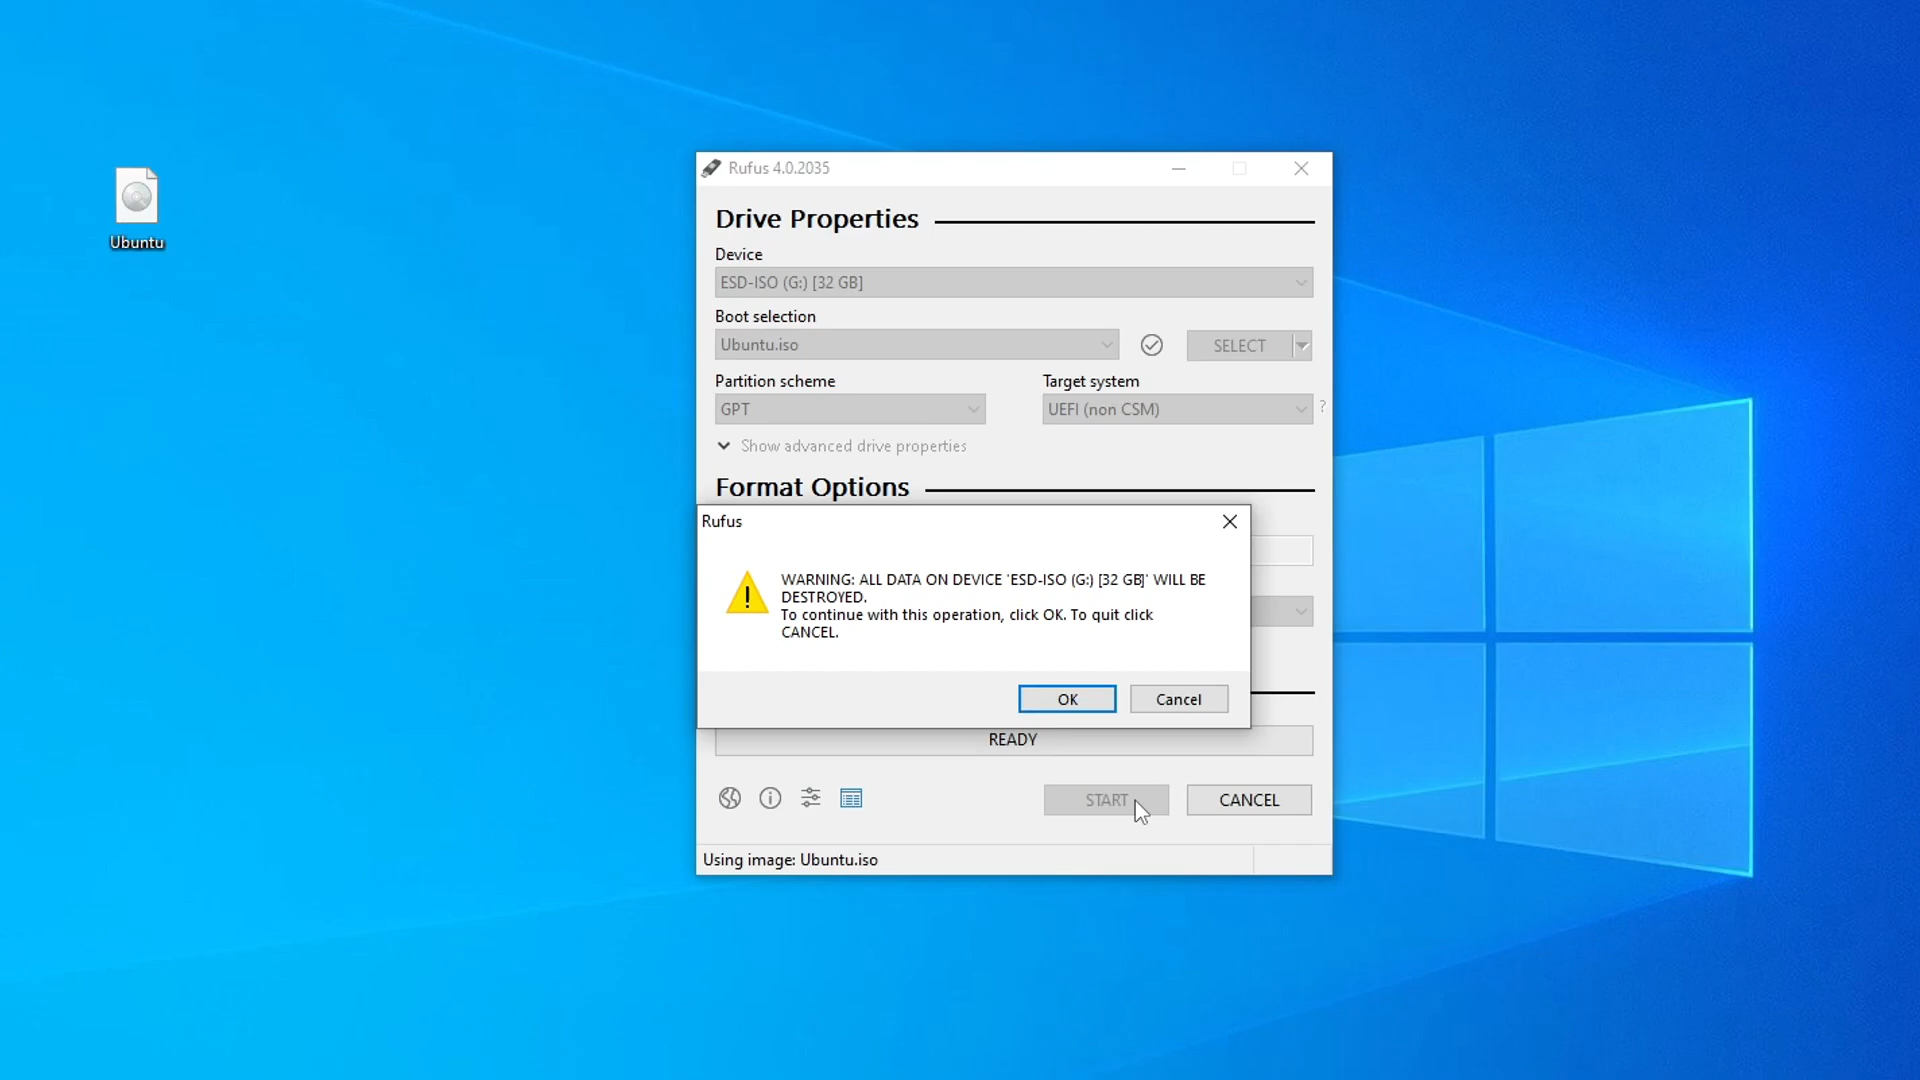 Ubuntu
Rufus 4.0.2035
Drive Properties
Device
ESD-ISO (G:) [32 GB]
Boot selection
Ubuntu.iso
SELECT
Partition scheme
Target system
GPT
UEFI (non CSM)
?
Show advanced drive properties
Format Options
Rufus
WARNING: ALL DATA ON DEVICE 'ESD-ISO (G:) [32 GB]' WILL BE
DESTROYED.
To continue with this operation, click OK. To quit click
CANCEL.
OK
Cancel
READY
START
CANCEL
Using image: Ubuntu.iso